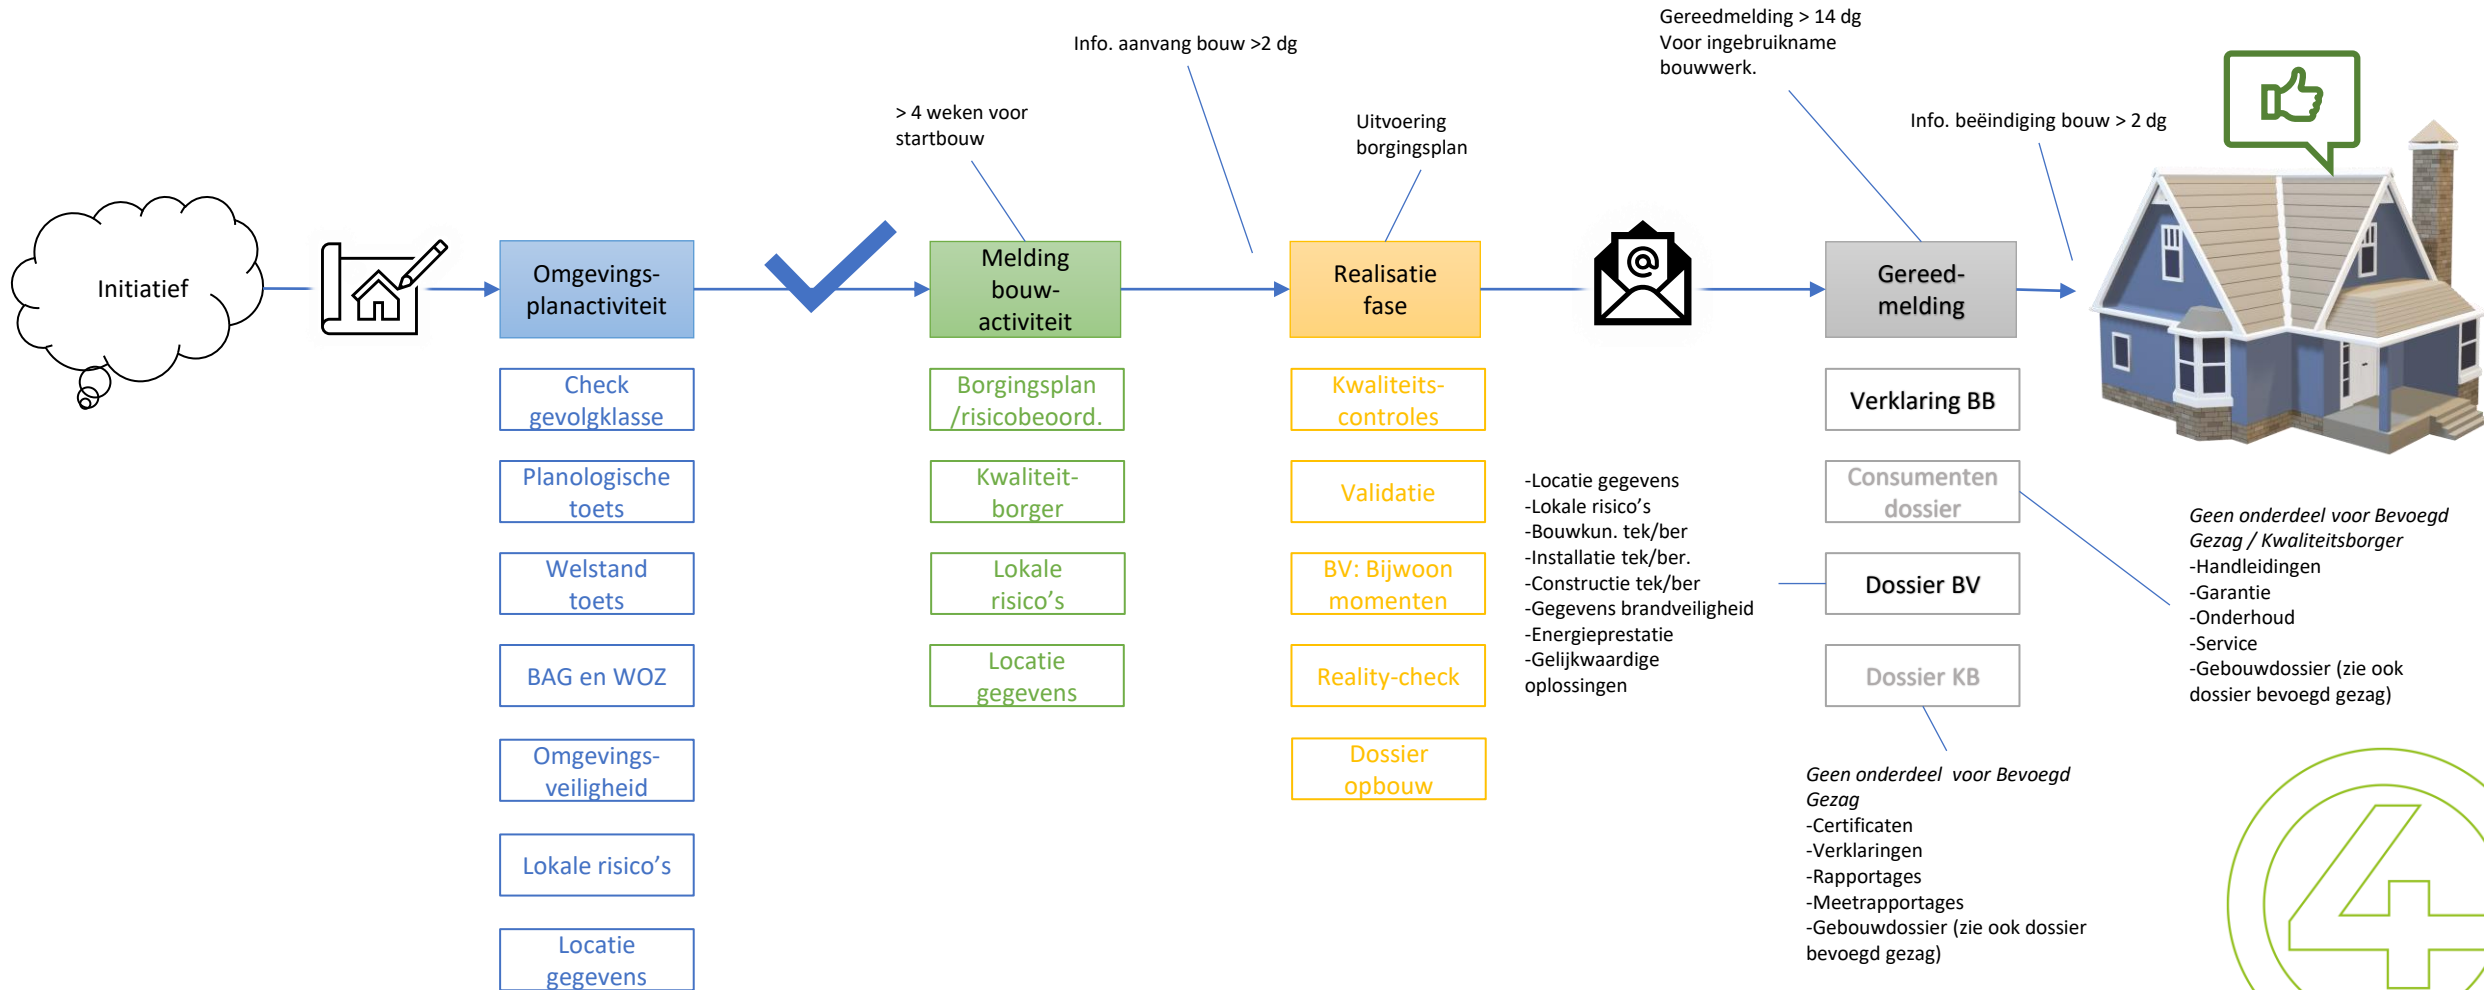 Gereedmelding > 14 dg
Voor ingebruikname
bouwwerk.
Info. aanvang bouw >2 dg
> 4 weken voor
startbouw
Uitvoering
borgingsplan
Info. beëindiging bouw > 2 dg
Initiatief
Omgevings-
planactiviteit
Melding
bouw-
activiteit
Realisatie
fase
@
Gereed-
melding
Check
gevolgklasse
Planologische
toets
Welstand
toets
BAG en WOZ
Omgevings-
veiligheid
Lokale risico's
Locatie
gegevens
Borgingsplan
/risicobeoord.
Kwaliteit-
borger
Lokale
risico's
Locatie
gegevens
Kwaliteits-
controles
Validatie
BV: Bijwoon
momenten
Reality-check
Dossier
opbouw
-Locatie gegevens
-Lokale risico's
-Bouwkun. tek/ber
-Installatie tek/ber.
-Constructie tek/ber
-Gegevens brandveiligheid
-Energieprestatie
-Gelijkwaardige
oplossingen
Verklaring BB
Consumenten
dossier
Dossier BV
Dossier KB
Geen onderdeel voor Bevoegd
Gezag
-Certificaten
-Verklaringen
-Rapportages
-Meetrapportages
-Gebouwdossier (zie ook dossier
bevoegd gezag)
Geen onderdeel voor Bevoegd
Gezag / Kwaliteitsborger
-Handleidingen
-Garantie
-Onderhoud
-Service
-Gebouwdossier (zie ook
dossier bevoegd gezag)
4